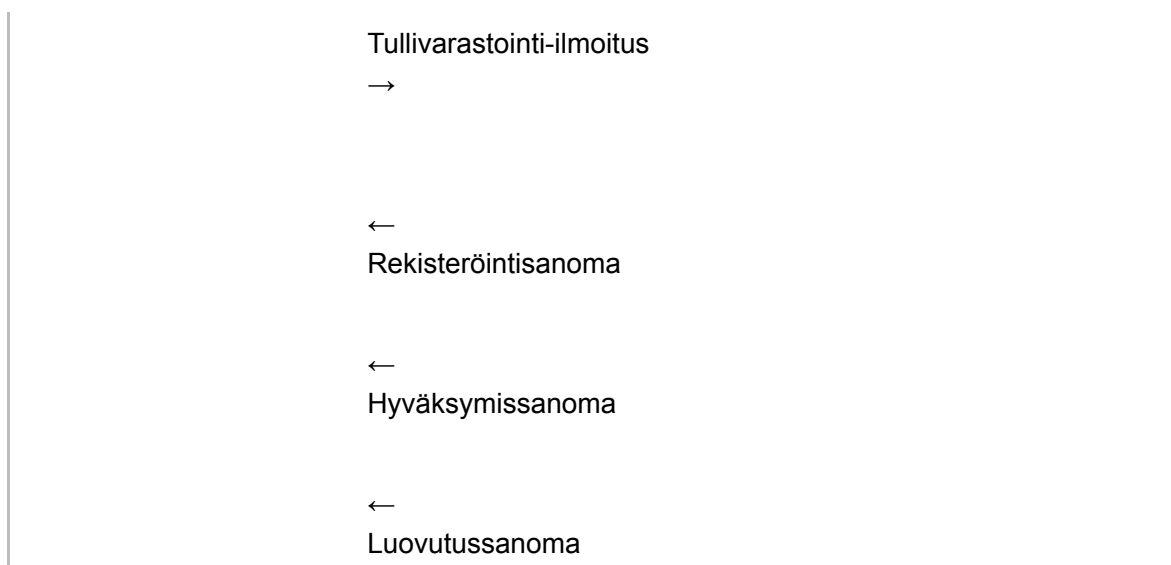 Tullivarastointi-ilmoitus
→
←
Rekisteröintisanoma
←
Hyväksymissanoma
←
Luovutussanoma